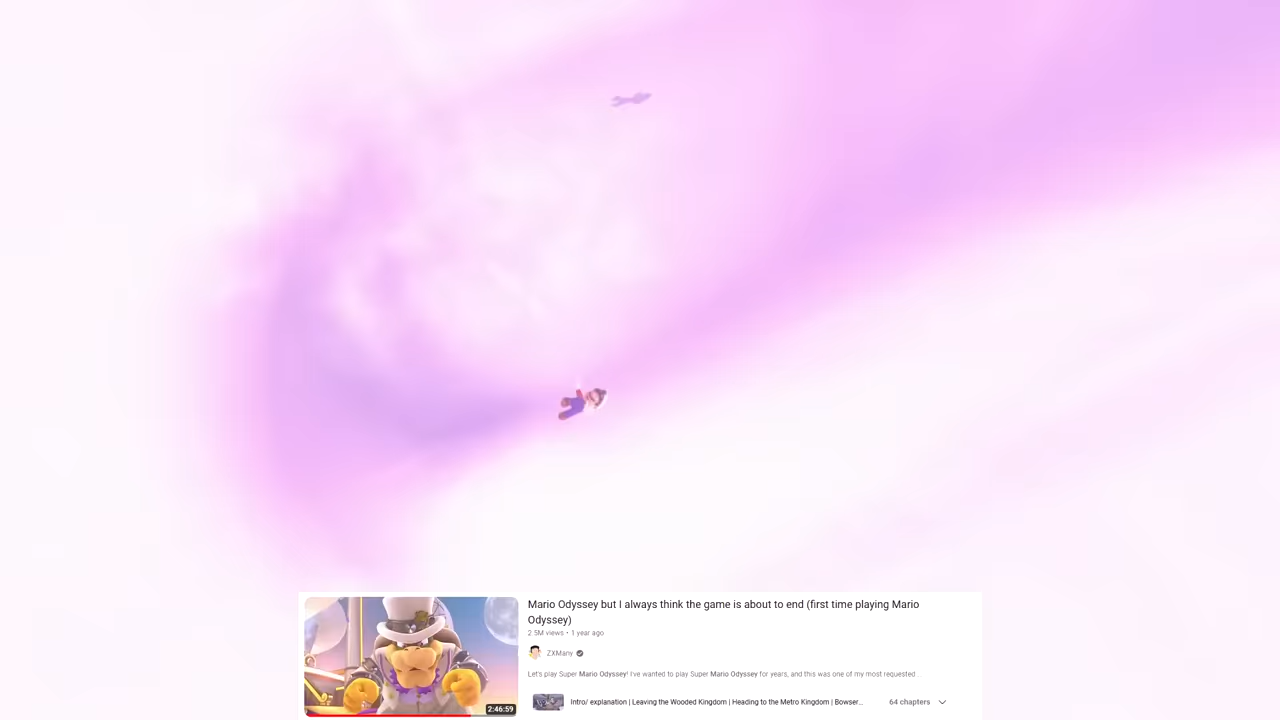 Mario Odyssey but I always think the game is about to end (first time playing Mario
Odyssey)
2.5M views • 1 year ago
ZXMany
Let's play Super Mario Odyssey! I've wanted to play Super Mario Odyssey for years, and this was one of my most requested ...
2:46:59
Intro/ explanation | Leaving the Wooded Kingdom | Heading to the Metro Kingdom | Bowser...
64 chapters